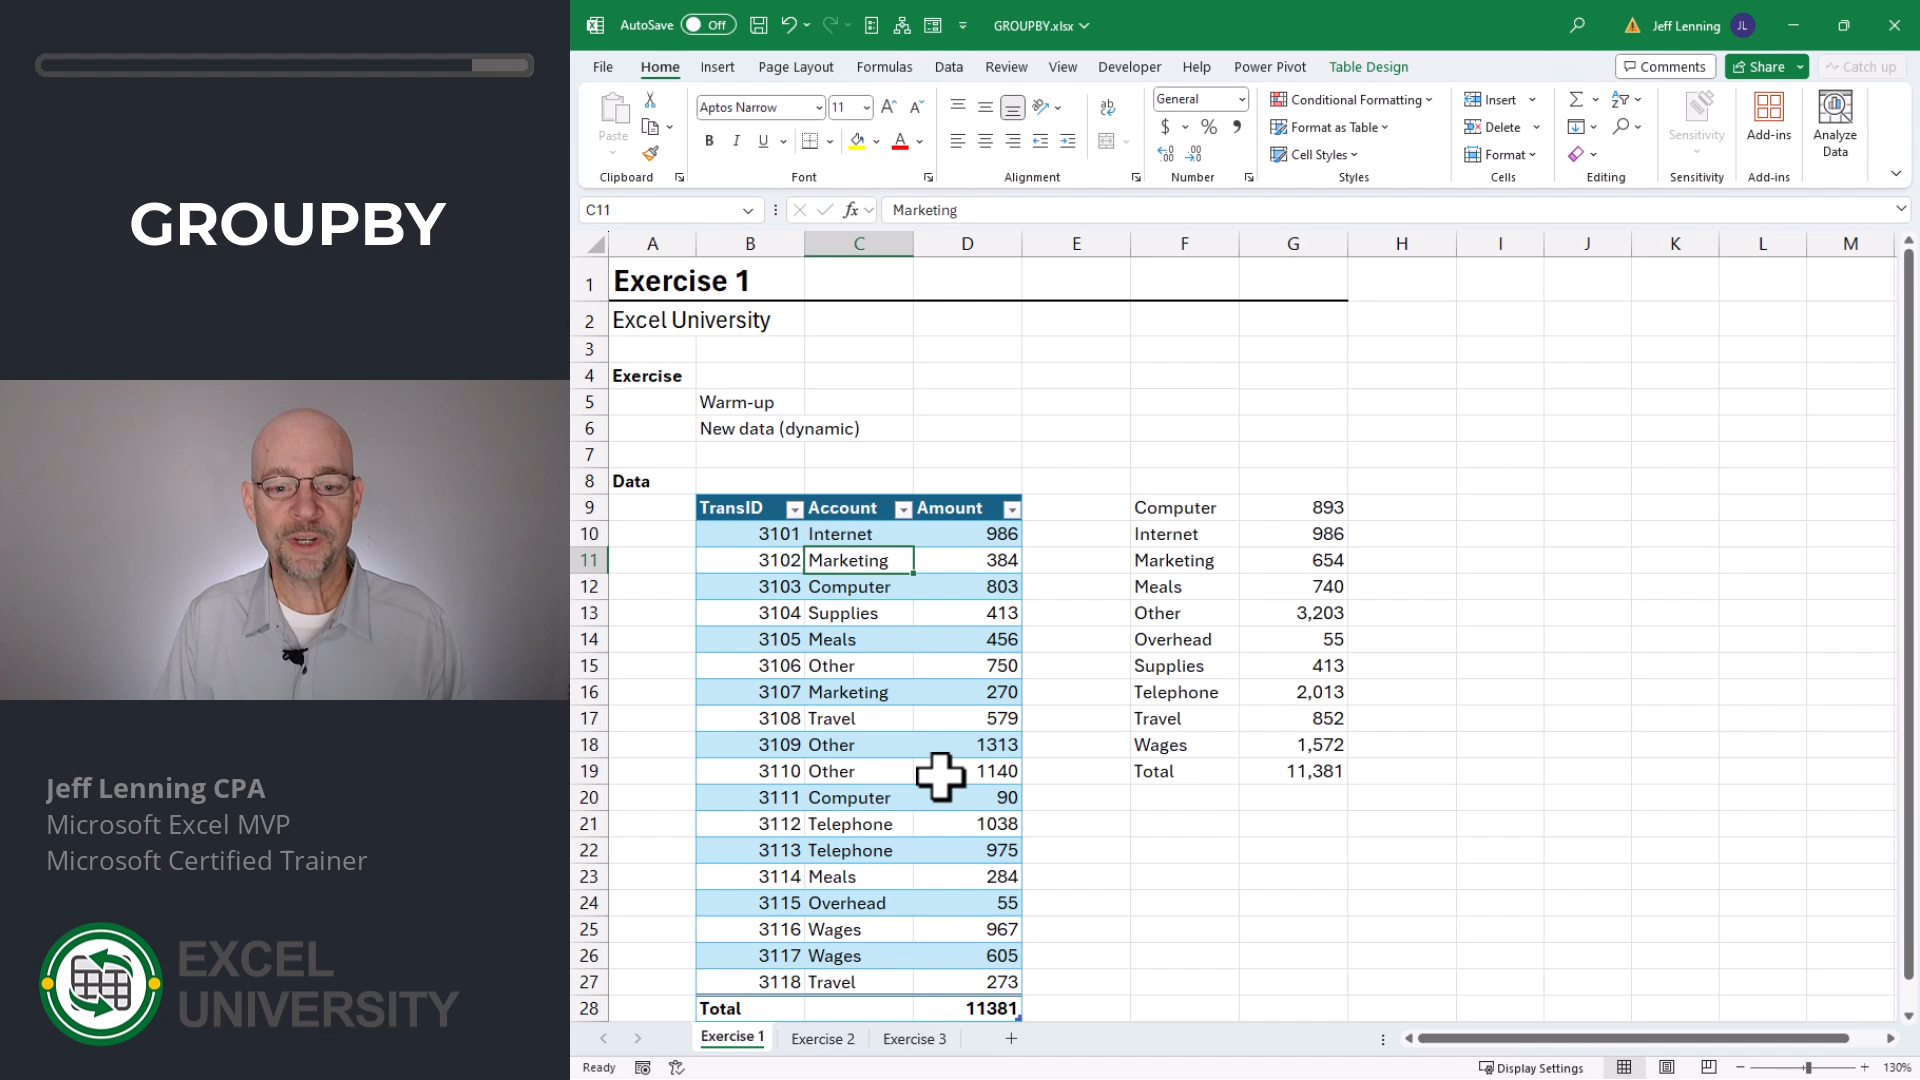 GROUPBY
Jeff Lenning CPA
Microsoft Excel MVP
Microsoft Certified Trainer
EXCEL
UNIVERSITY
AutoSave Off GROUPBY.xlsx Jeff Lenning JL
File Home Insert Page Layout Formulas Data Review View Developer Help Power Pivot Table Design Comments Share Catch up
Paste Aptos Narrow 11 General Conditional Formatting Insert Sensitivity Add-ins Analyze Data
B I U $ % Format as Table Delete
Cell Styles Format
Clipboard Font Alignment Number Styles Cells Editing Sensitivity Add-ins
C11 fx Marketing
A B C D E F G H I J K L M
1 Exercise 1
2 Excel University
3
4 Exercise
5 Warm-up
6 New data (dynamic)
7
8 Data
9 TransID Account Amount Computer 893
10 3101 Internet 986 Internet 986
11 3102 Marketing 384 Marketing 654
12 3103 Computer 803 Meals 740
13 3104 Supplies 413 Other 3,203
14 3105 Meals 456 Overhead 55
15 3106 Other 750 Supplies 413
16 3107 Marketing 270 Telephone 2,013
17 3108 Travel 579 Travel 852
18 3109 Other 1313 Wages 1,572
19 3110 Other 1140 Total 11,381
20 3111 Computer 90
21 3112 Telephone 1038
22 3113 Telephone 975
23 3114 Meals 284
24 3115 Overhead 55
25 3116 Wages 967
26 3117 Wages 605
27 3118 Travel 273
28 Total 11381
Exercise 1 Exercise 2 Exercise 3
Ready Display Settings 130%